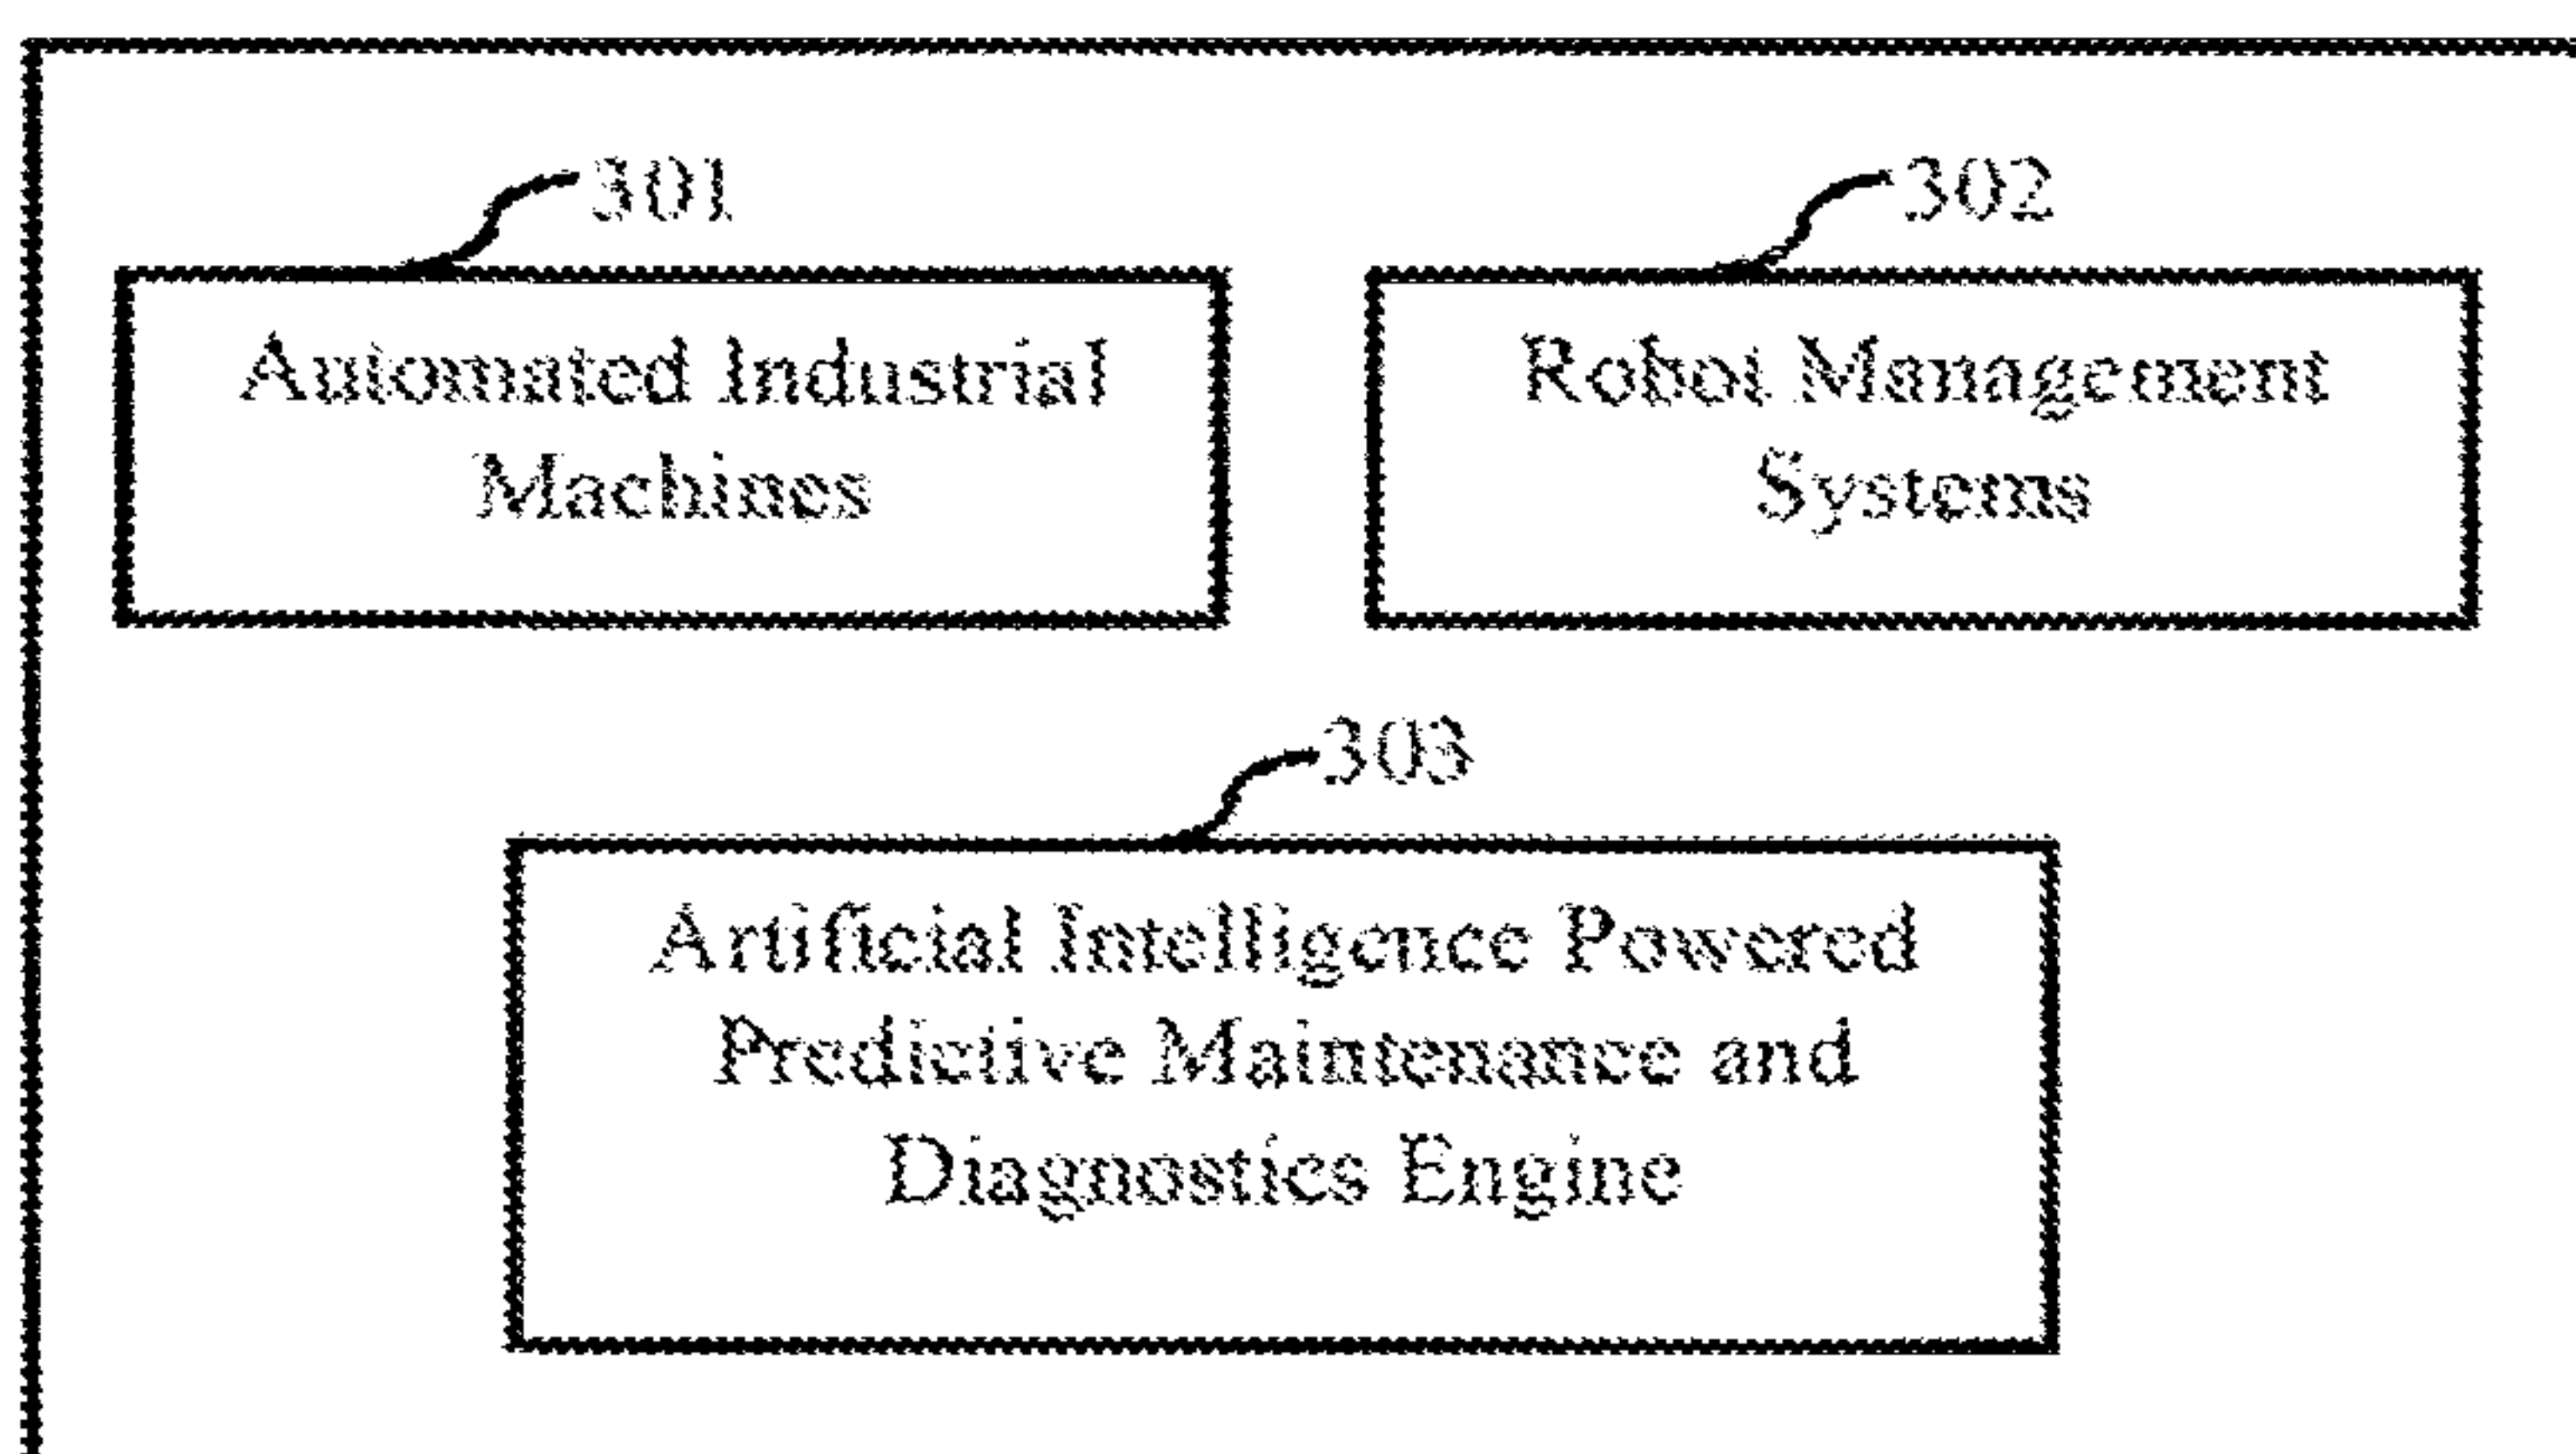 301
302
Automated Industrial
Machines
Robot Management
Systems
303
Artificial Intelligence Powered
Predictive Maintenance and
Diagnostics Engine